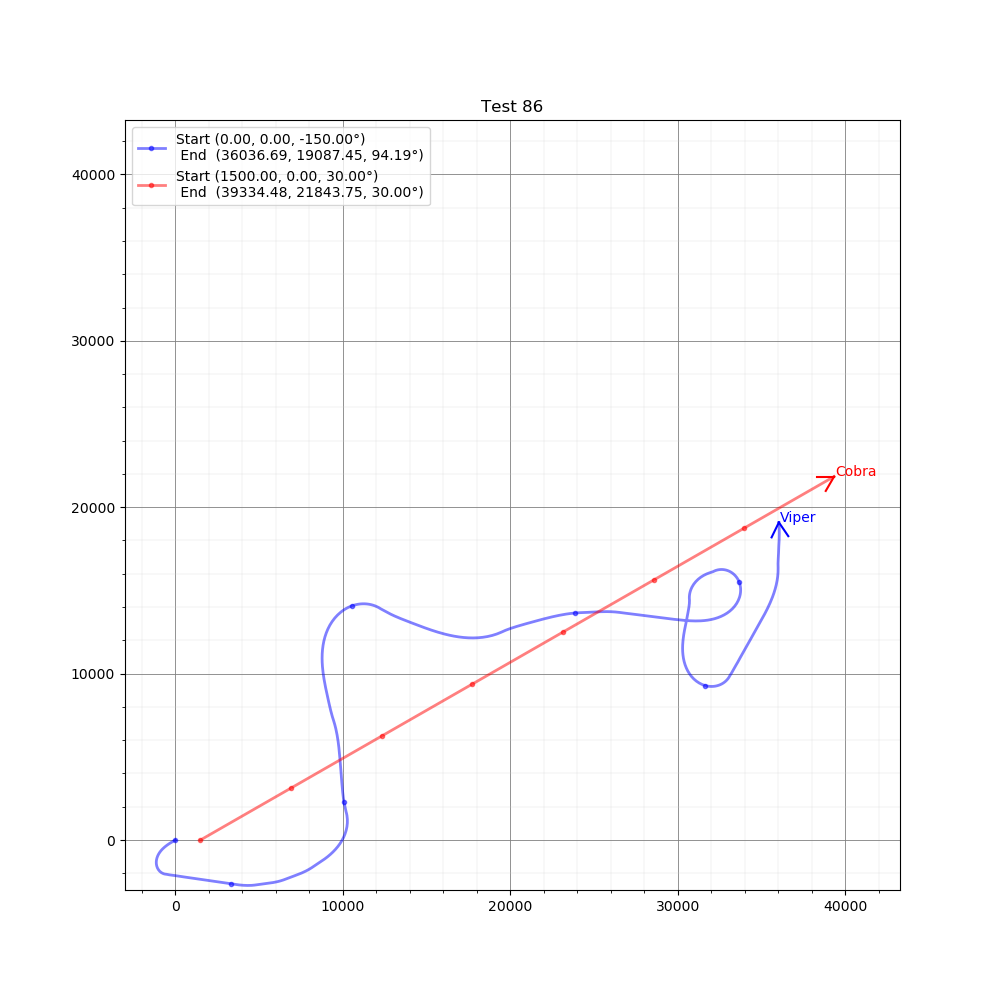 Test 86
Start (0.00, 0.00, -150.00°)
End (36036.69, 19087.45, 94.19°)
Start (1500.00, 0.00, 30.00°)
End (39334.48, 21843.75, 30.00°)
40000
30000
20000
10000
0
Cobra
Viper
0
10000
20000
30000
40000